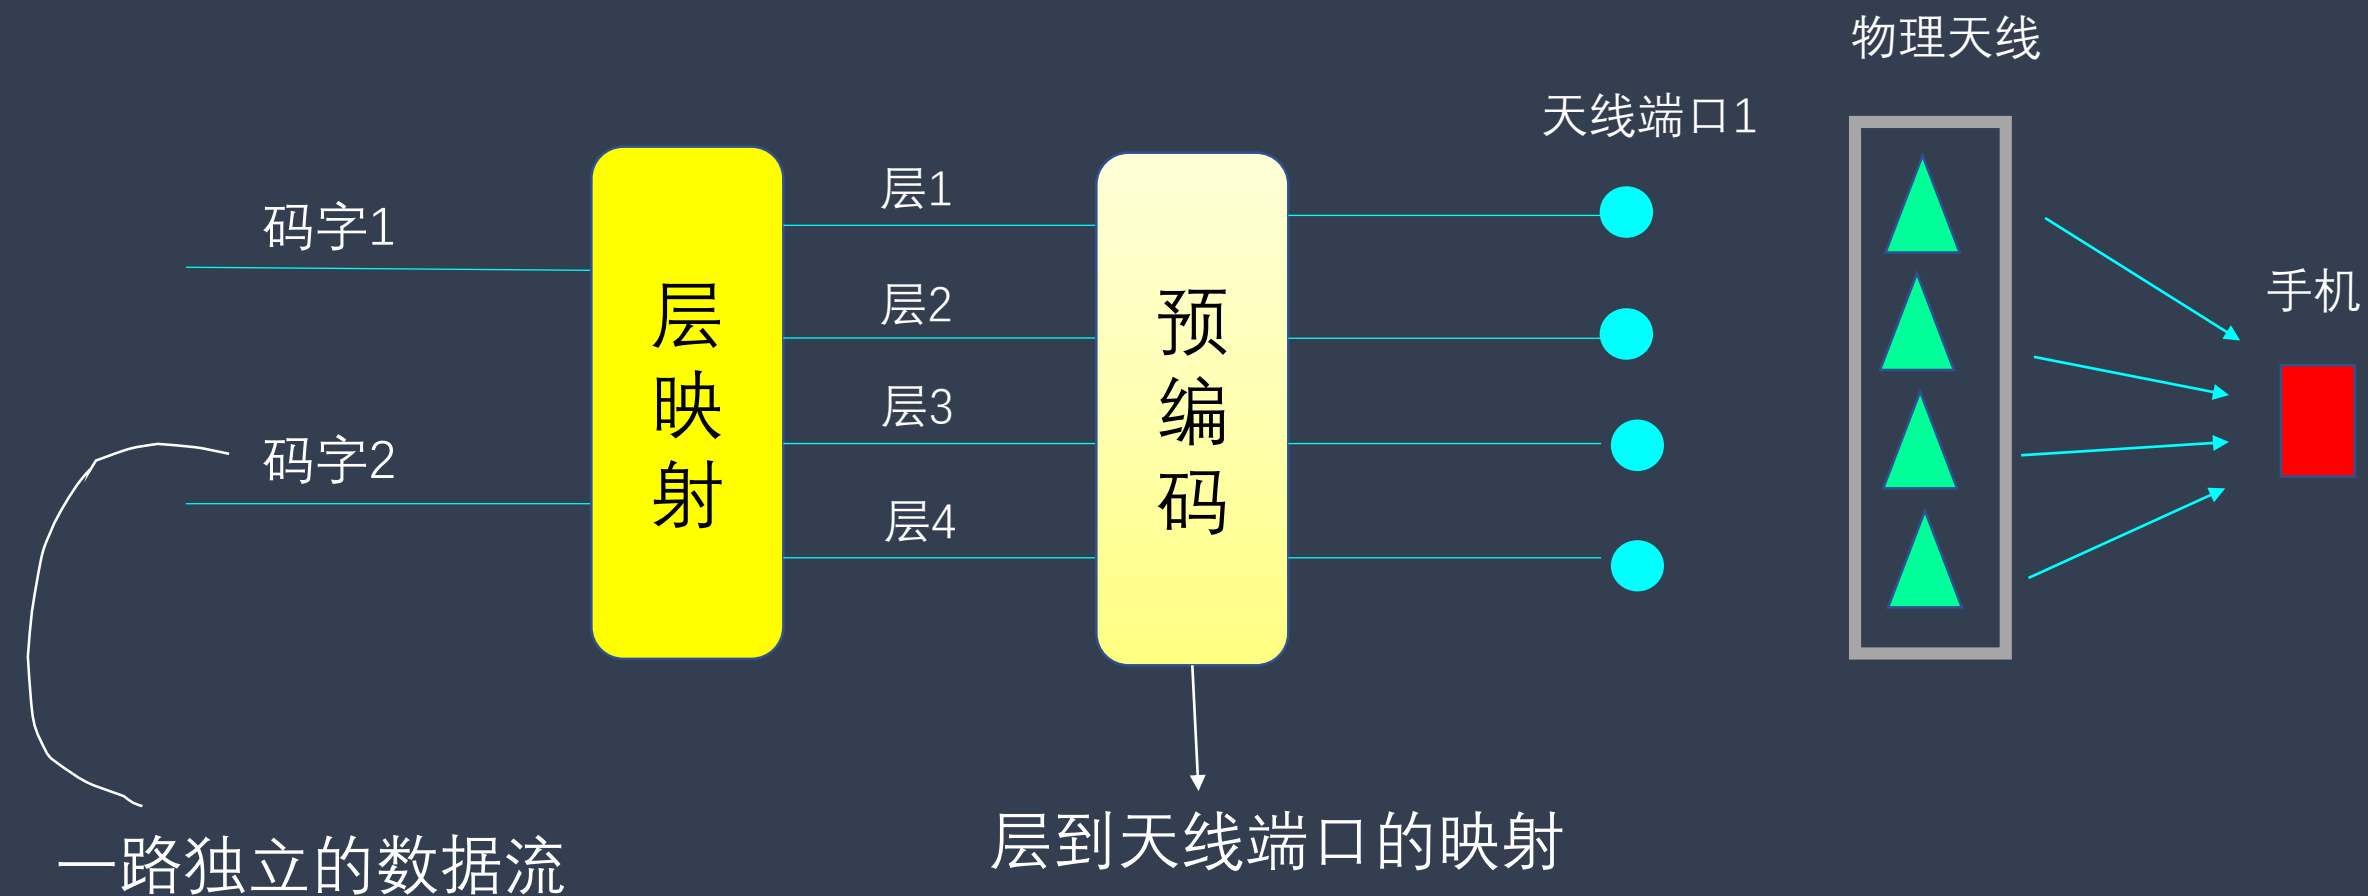 物理天线
天线端口1
码字1
层1
层2
层3
层4
码字2
层映射
预编码
手机
一路独立的数据流
层到天线端口的映射